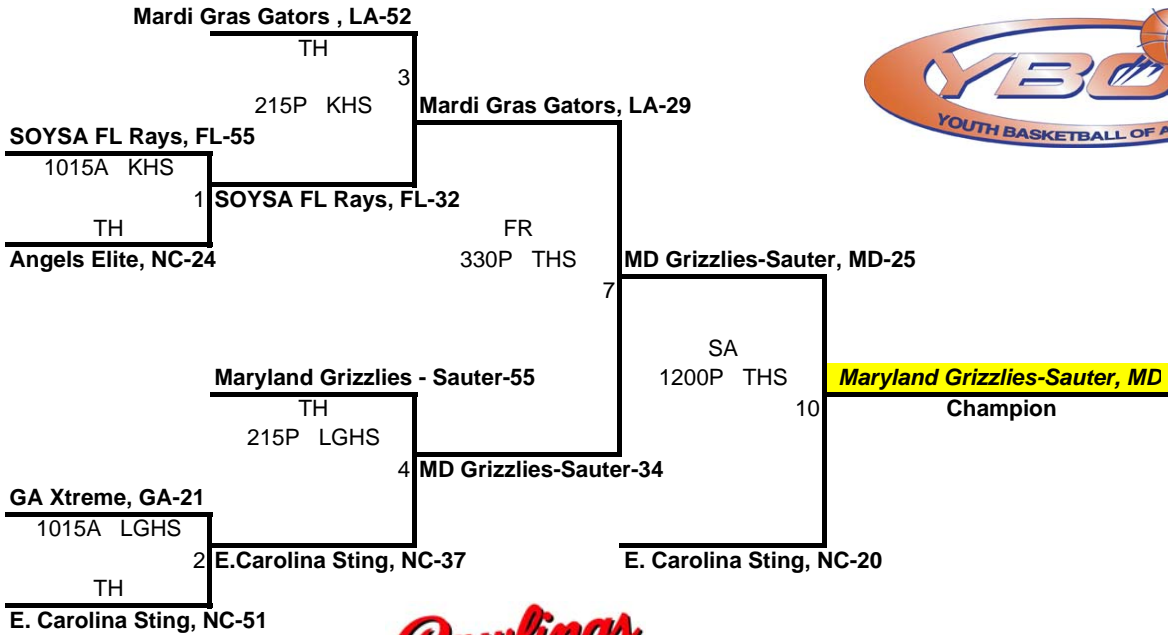 Mardi Gras Gators , LA-52
TH
3
215P KHS
Mardi Gras Gators, LA-29
YBO
YOUTH BASKETBALL OF A
SOYSA FL Rays, FL-55
1015A KHS
1
SOYSA FL Rays, FL-32
TH
Angels Elite, NC-24
FR
330P THS
7
MD Grizzlies-Sauter, MD-25
Maryland Grizzlies - Sauter-55
TH
215P LGHS
4
MD Grizzlies-Sauter-34
SA
1200P THS
10
Maryland Grizzlies-Sauter, MD
Champion
GA Xtreme, GA-21
1015A LGHS
2
E.Carolina Sting, NC-37
TH
E. Carolina Sting, NC-51
E. Carolina Sting, NC-20
Rawlings